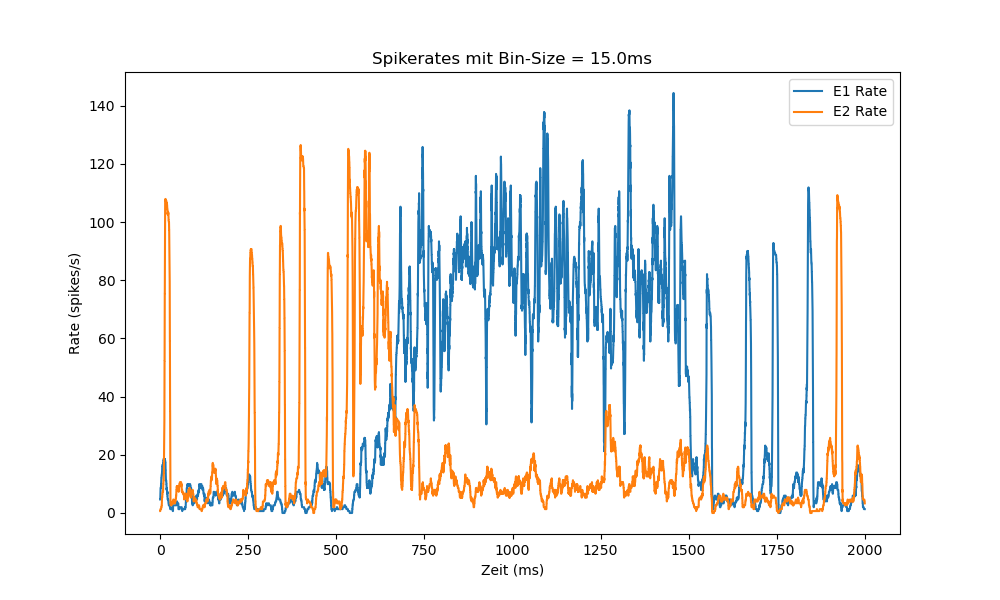 Spikerates mit Bin-Size = 15.0ms
E1 Rate
E2 Rate
Rate (spikes/s)
140
120
100
80
60
40
20
0
0 250 500 750 1000 1250 1500 1750 2000
Zeit (ms)